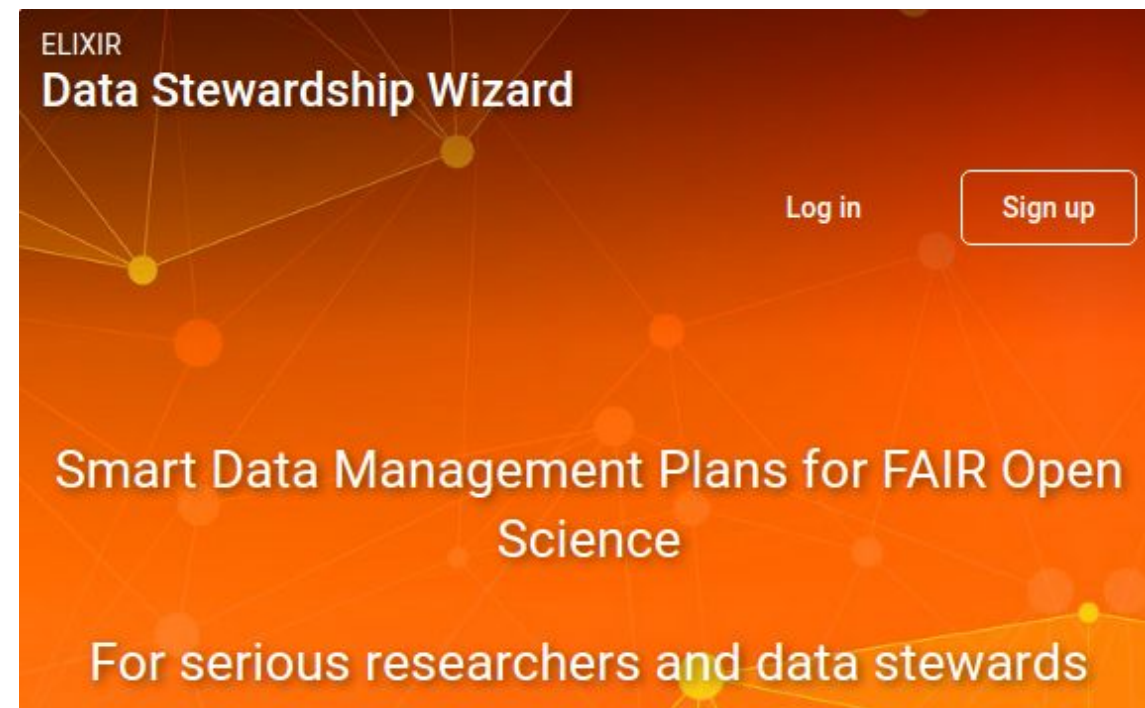 ELIXIR
Data Stewardship Wizard
Log in
Sign up
Smart Data Management Plans for FAIR Open
Science
For serious researchers and data stewards